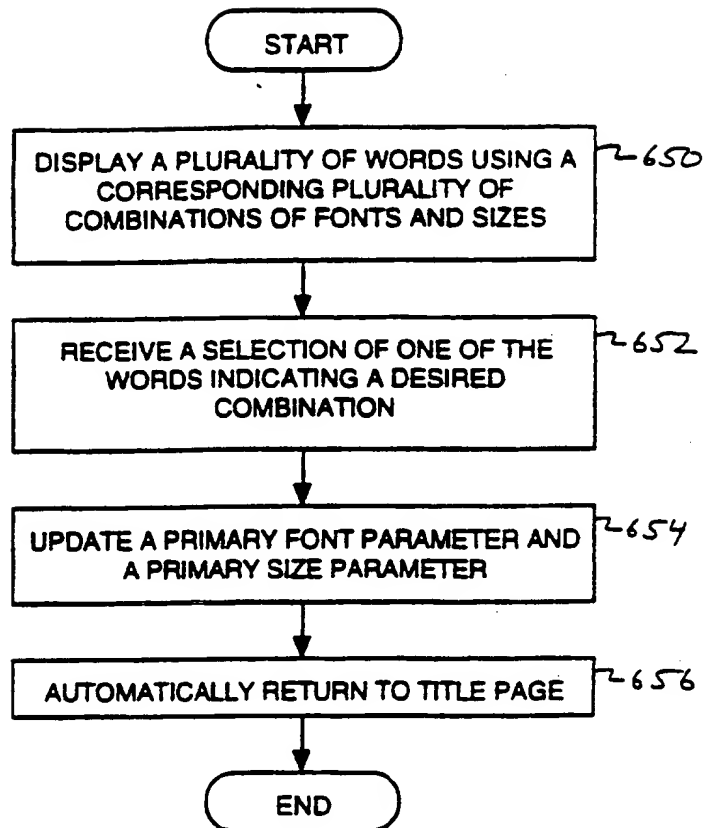 START
DISPLAY A PLURALITY OF WORDS USING A
CORRESPONDING PLURALITY OF
COMBINATIONS OF FONTS AND SIZES
650
RECEIVE A SELECTION OF ONE OF THE
WORDS INDICATING A DESIRED
COMBINATION
652
UPDATE A PRIMARY FONT PARAMETER AND
A PRIMARY SIZE PARAMETER
654
AUTOMATICALLY RETURN TO TITLE PAGE
656
END